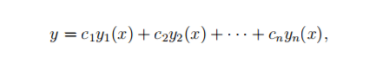 y = c₁y₁(x) + c₂y₂(x) + ··· + cₙyₙ(x),